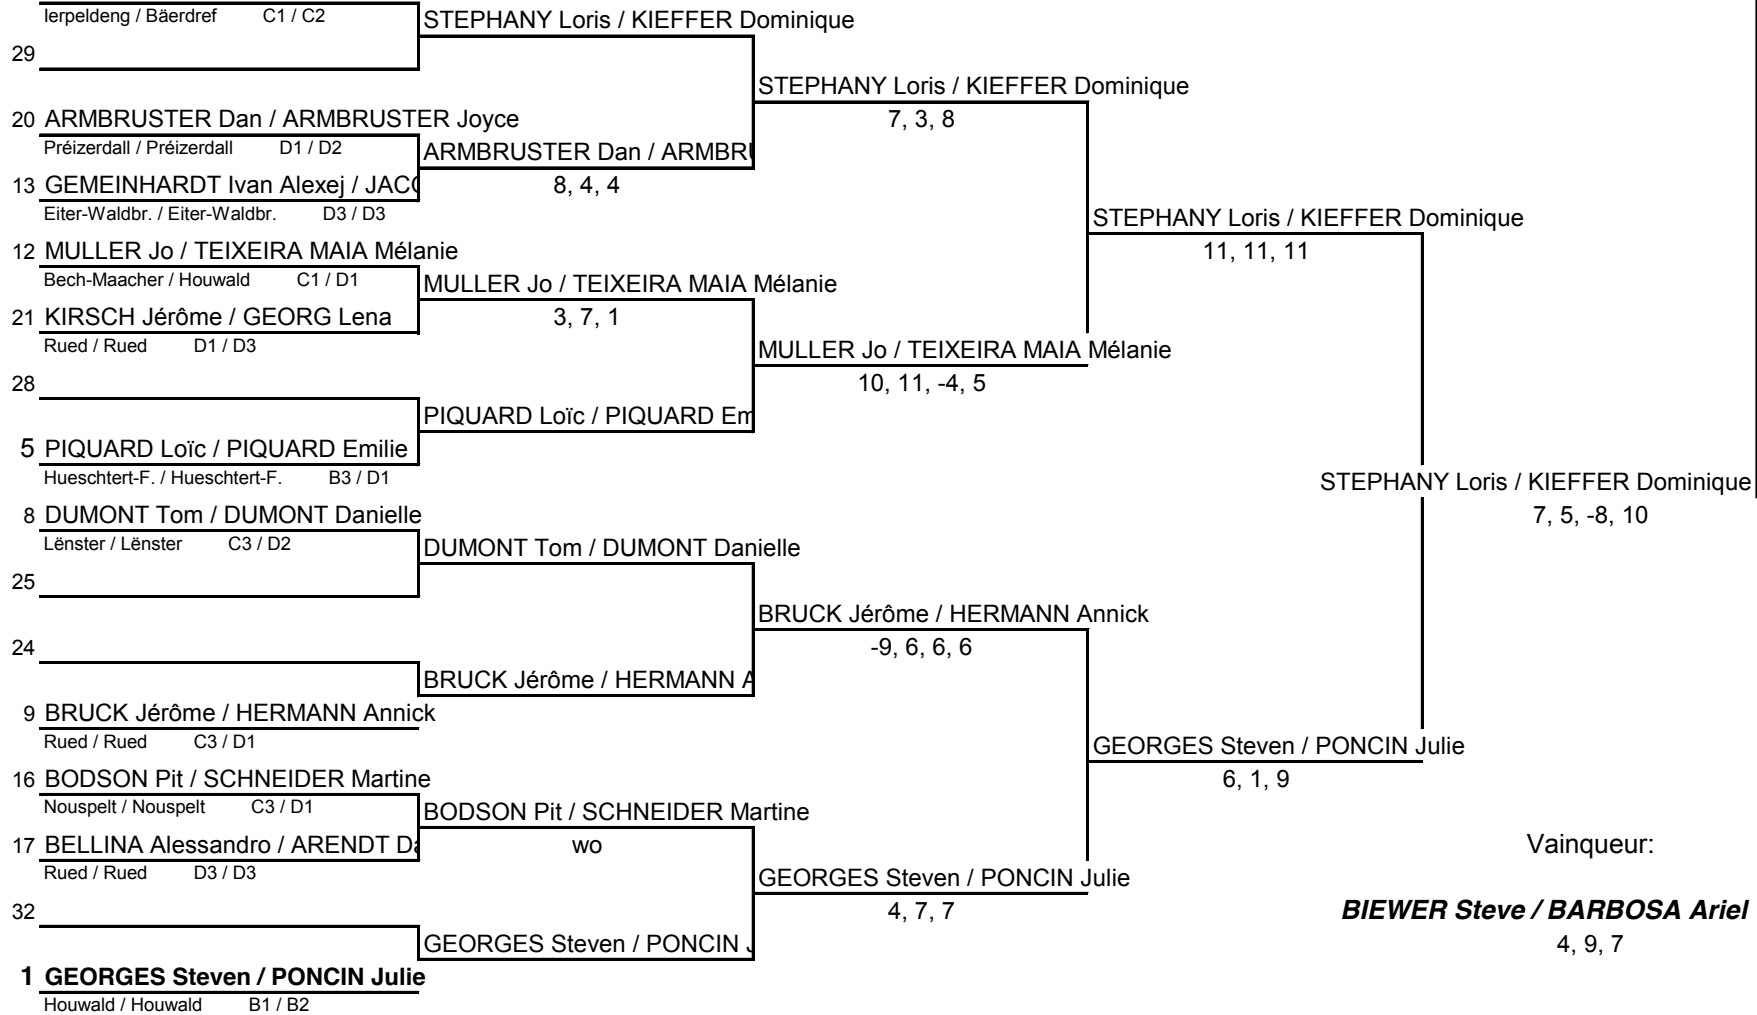 Ierpeldeng / Bäerdref C1 / C2
STEPHANY Loris / KIEFFER Dominique
29
STEPHANY Loris / KIEFFER Dominique
7, 3, 8
20 ARMBRUSTER Dan / ARMBRUSTER Joyce
Préizerdall / Préizerdall D1 / D2
ARMBRUSTER Dan / ARMBRU
8, 4, 4
13 GEMEINHARDT Ivan Alexej / JACO
Eiter-Waldbr. / Eiter-Waldbr. D3 / D3
STEPHANY Loris / KIEFFER Dominique
11, 11, 11
12 MULLER Jo / TEIXEIRA MAIA Mélanie
Bech-Maacher / Houwald C1 / D1
MULLER Jo / TEIXEIRA MAIA Mélanie
3, 7, 1
21 KIRSCH Jérôme / GEORG Lena
Rued / Rued D1 / D3
MULLER Jo / TEIXEIRA MAIA Mélanie
10, 11, -4, 5
28
PIQUARD Loïc / PIQUARD Em
5 PIQUARD Loïc / PIQUARD Emilie
Hueschtert-F. / Hueschtert-F. B3 / D1
STEPHANY Loris / KIEFFER Dominique
7, 5, -8, 10
8 DUMONT Tom / DUMONT Danielle
Lënster / Lënster C3 / D2
DUMONT Tom / DUMONT Danielle
25
BRUCK Jérôme / HERMANN Annick
-9, 6, 6, 6
24
BRUCK Jérôme / HERMANN A
9 BRUCK Jérôme / HERMANN Annick
Rued / Rued C3 / D1
GEORGES Steven / PONCIN Julie
6, 1, 9
16 BODSON Pit / SCHNEIDER Martine
Nouspelt / Nouspelt C3 / D1
BODSON Pit / SCHNEIDER Martine
wo
17 BELLINA Alessandro / ARENDT Da
Rued / Rued D3 / D3
Vainqueur:
GEORGES Steven / PONCIN Julie
4, 7, 7
32
BIEWER Steve / BARBOSA Ariel
4, 9, 7
GEORGES Steven / PONCIN J
1 GEORGES Steven / PONCIN Julie
Houwald / Houwald B1 / B2